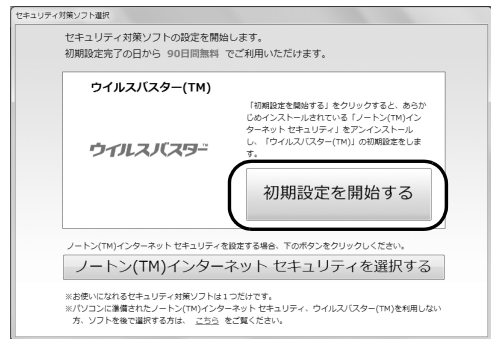 セキュリティ対策ソフト選択
セキュリティ対策ソフトの設定を開始します。
初期設定完了の日から 90日間無料 でご利用いただけます。
ウイルスバスター(TM)
「初期設定を開始する」をクリックすると、あらか
じめインストールされている「ノートン(TM)イン
ターネット セキュリティ」をアンインストール
し、「ウイルスバスター(TM)」の初期設定をしま
す。
ウイルスバスター™
初期設定を開始する
ノートン(TM)インターネット セキュリティを設定する場合、下のボタンをクリックしください。
ノートン(TM)インターネット セキュリティを選択する
※お使いになれるセキュリティ対策ソフトは１つだけです。
※パソコンに準備されたノートン(TM)インターネット セキュリティ、ウイルスバスター(TM)を利用しない
方、ソフトを後で選択する方は、 こちら をご覧ください。